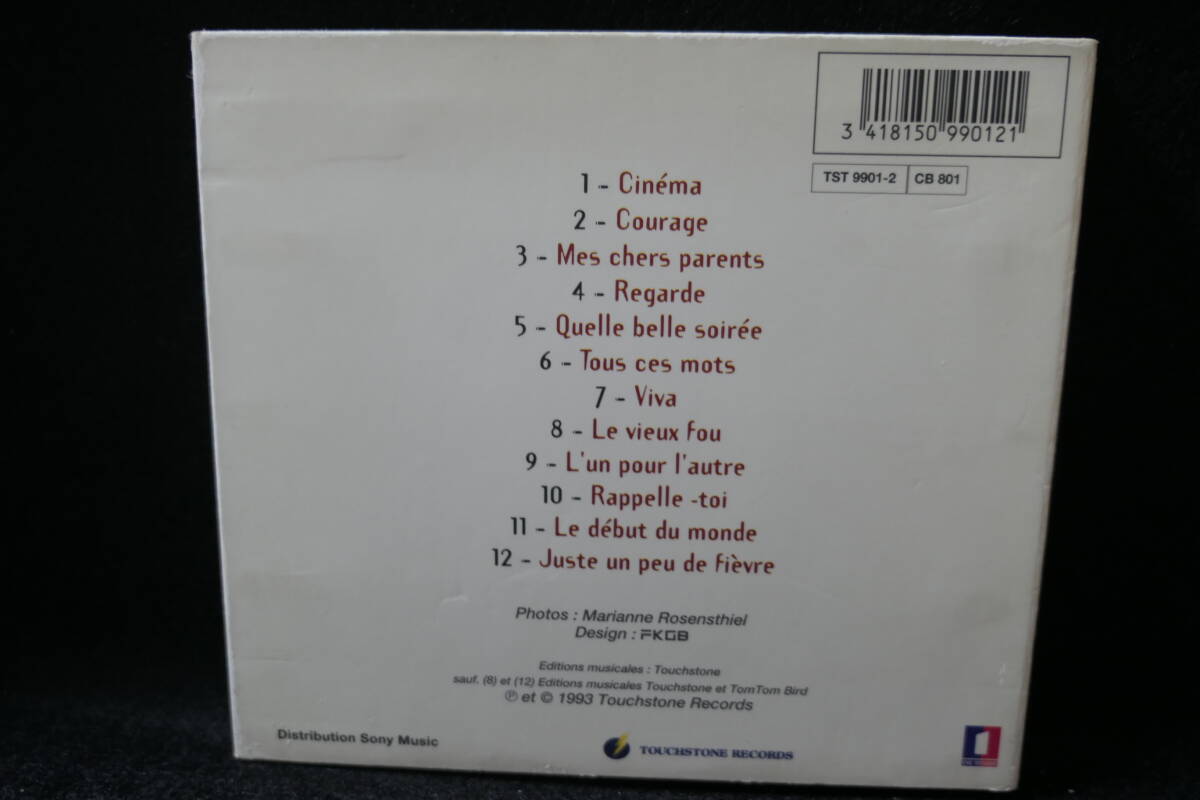 3 418150 990121
TST 9901-2 CB 801
1 - Cinéma
2 - Courage
3 - Mes chers parents
4 - Regarde
5 - Quelle belle soirée
6 - Tous ces mots
7 - Viva
8 - Le vieux fou
9 - L'un pour l'autre
10 - Rappelle -toi
11 - Le début du monde
12 - Juste un peu de fièvre
Photos : Marianne Rosensthiel
Design : FKGB
Editions musicales : Touchstone
sauf. (8) et (12) Editions musicales Touchstone et TomTom Bird
℗ et © 1993 Touchstone Records
Distribution Sony Music
TOUCHSTONE RECORDS
1